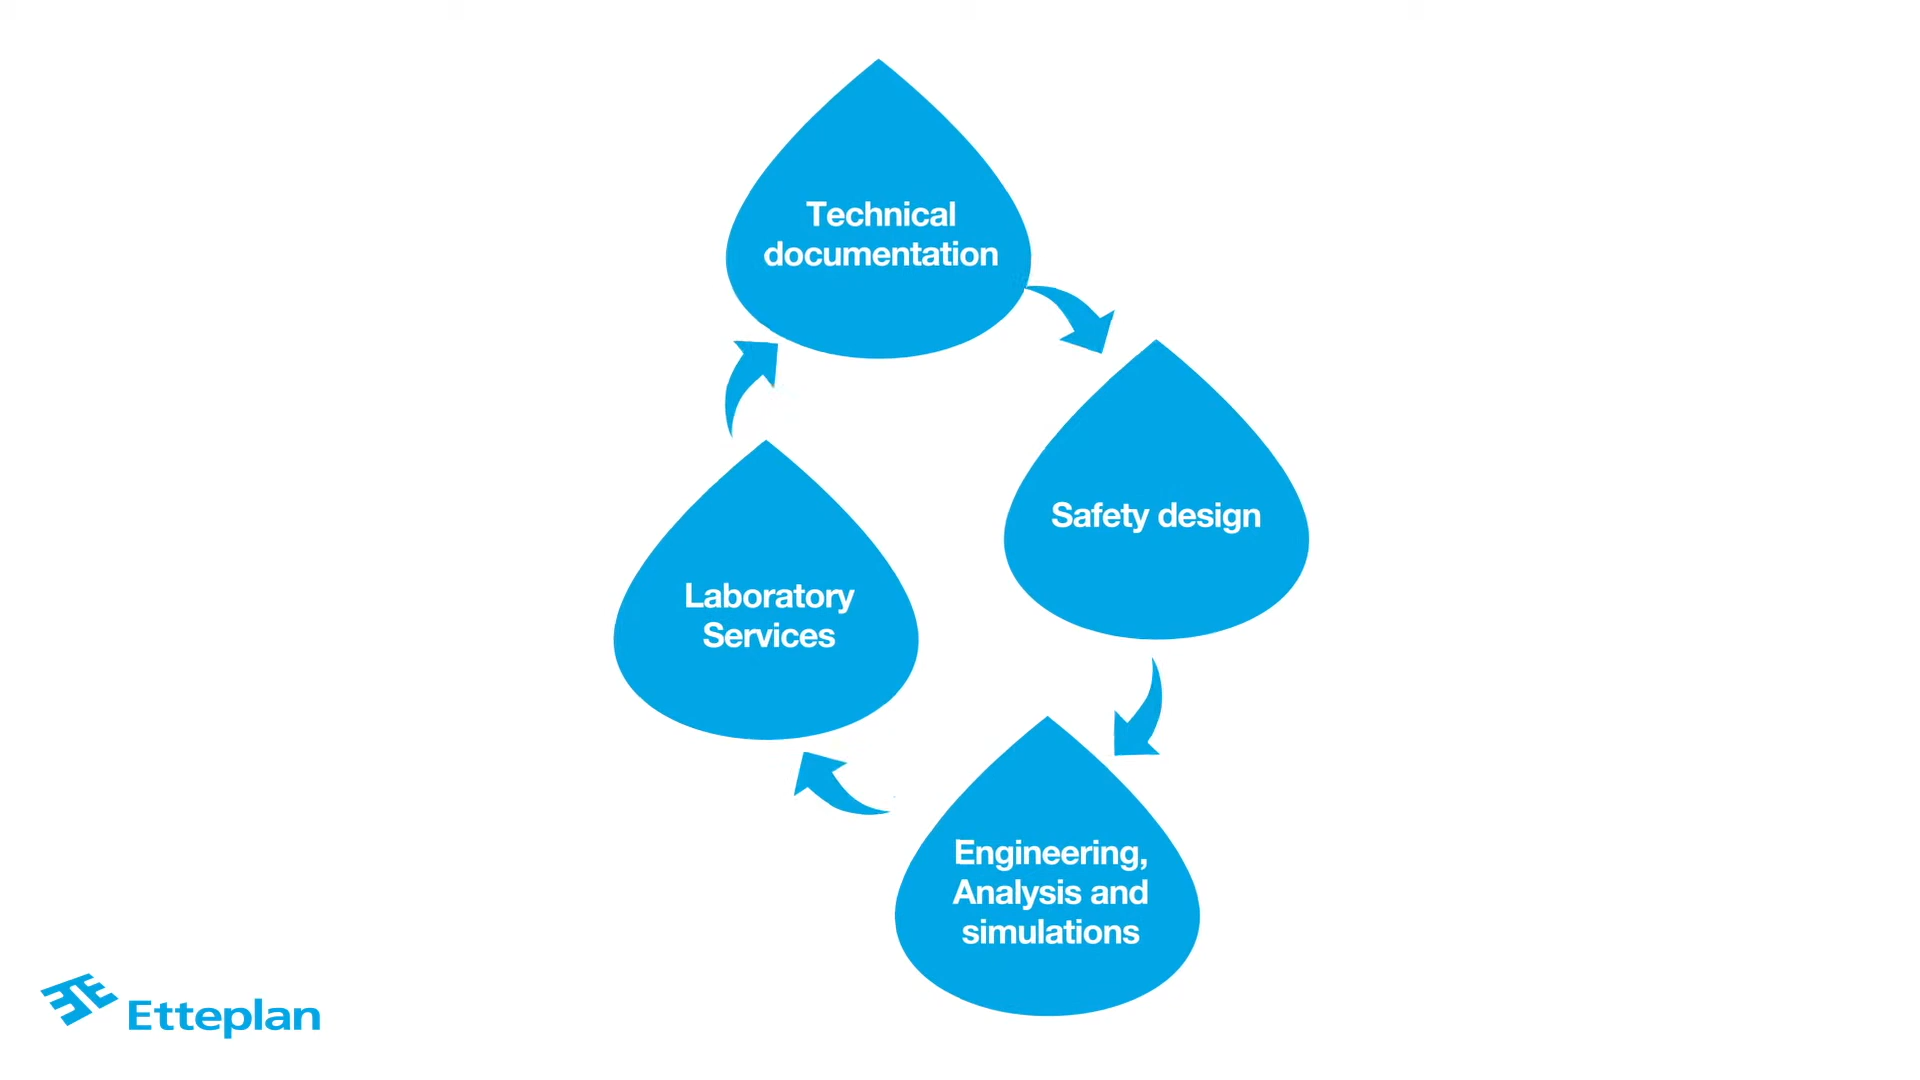 Technical
documentation
Safety design
Laboratory
Services
Engineering,
Analysis and
simulations
Etteplan